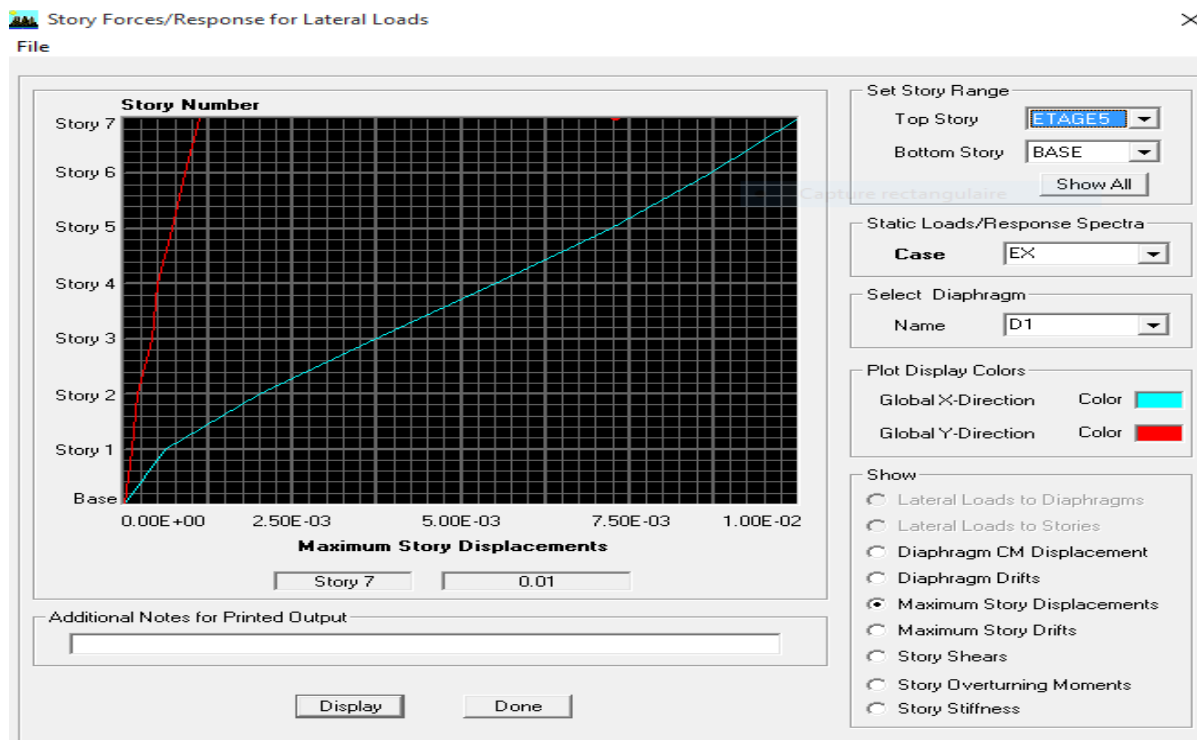 Story Forces/Response for Lateral Loads
File
Story Number
Story 7
Story 6
Story 5
Story 4
Story 3
Story 2
Story 1
Base
0.00E+00 2.50E-03 5.00E-03 7.50E-03 1.00E-02
Maximum Story Displacements
Story 7 0.01
Additional Notes for Printed Output
Display Done
Set Story Range
Top Story ETAGE5
Bottom Story BASE
Show All
Capture rectangulaire
Static Loads/Response Spectra
Case EX
Select Diaphragm
Name D1
Plot Display Colors
Global X-Direction Color
Global Y-Direction Color
Show
Lateral Loads to Diaphragms
Lateral Loads to Stories
Diaphragm CM Displacement
Diaphragm Drifts
Maximum Story Displacements
Maximum Story Drifts
Story Shears
Story Overturning Moments
Story Stiffness